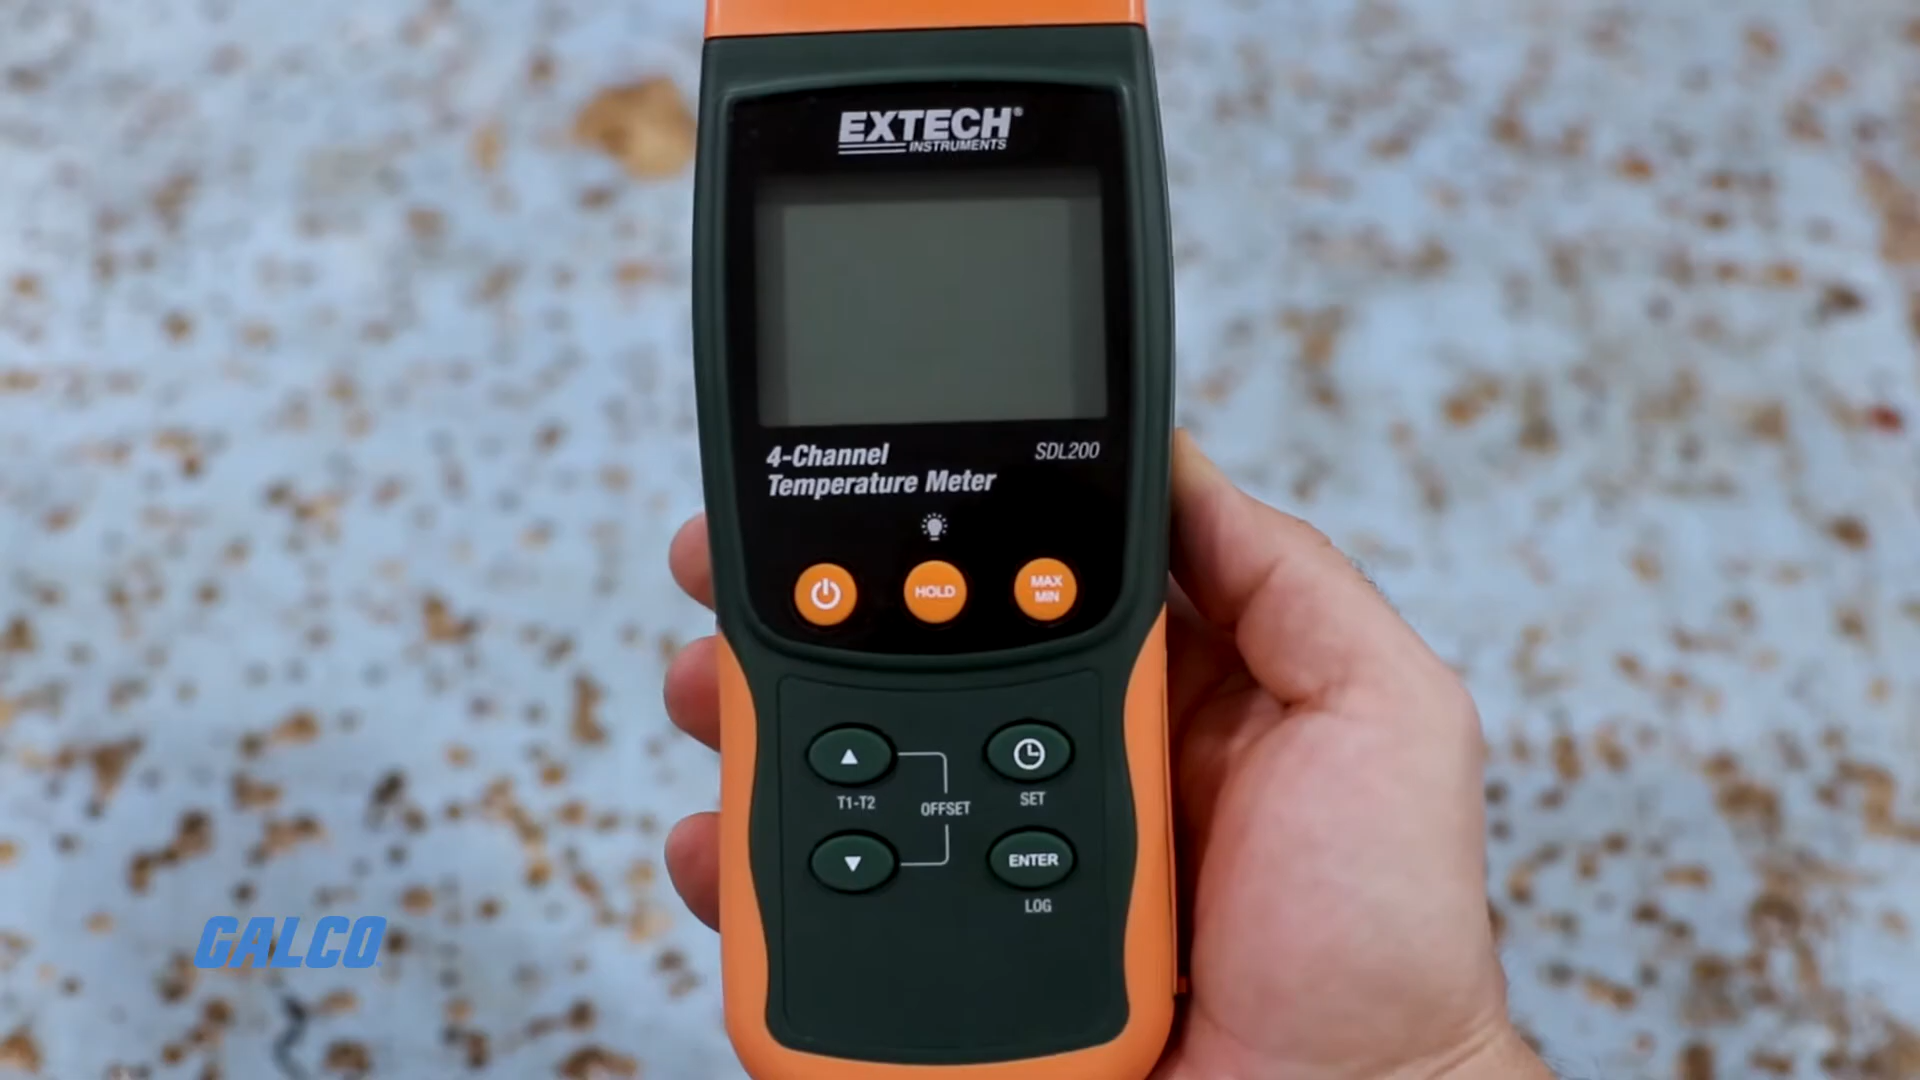 EXTECH®
INSTRUMENTS
4-Channel
Temperature Meter
SDL200
HOLD
MAX
MIN
T1-T2
OFFSET
SET
ENTER
LOG
GALCO